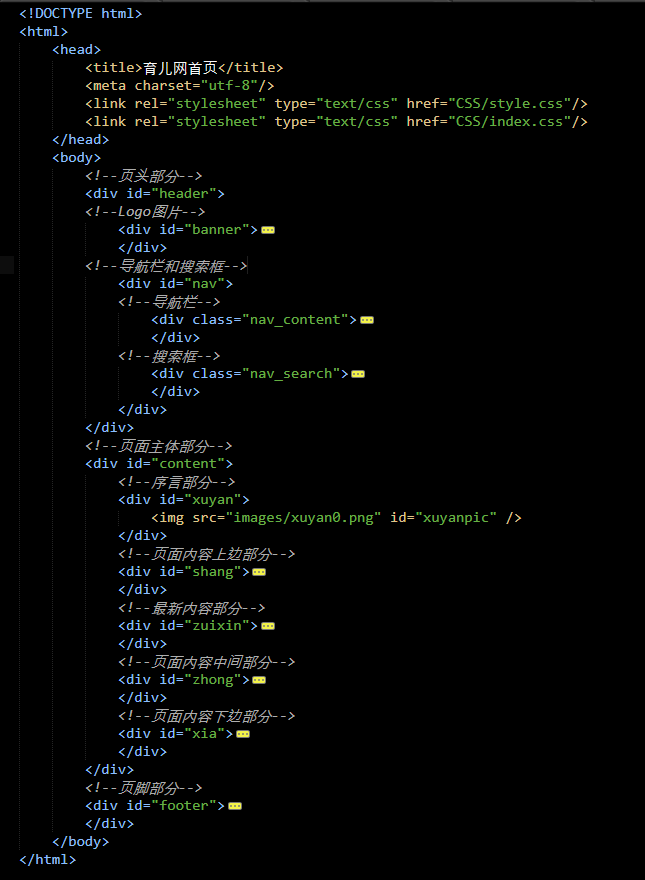 <!DOCTYPE html>
<html>
<head>
<title>育儿网首页</title>
<meta charset="utf-8"/>
<link rel="stylesheet" type="text/css" href="CSS/style.css"/>
<link rel="stylesheet" type="text/css" href="CSS/index.css"/>
</head>
<body>
<!--页头部分-->
<div id="header">
<!--Logo图片-->
<div id="banner">
</div>
<!--导航栏和搜索框-->
<div id="nav">
<!--导航栏-->
<div class="nav_content">
</div>
<!--搜索框-->
<div class="nav_search">
</div>
</div>
</div>
<!--页面主体部分-->
<div id="content">
<!--序言部分-->
<div id="xuyan">
<img src="images/xuyan0.png" id="xuyanpic" />
</div>
<!--页面内容上边部分-->
<div id="shang">
</div>
<!--最新内容部分-->
<div id="zuixin">
</div>
<!--页面内容中间部分-->
<div id="zhong">
</div>
<!--页面内容下边部分-->
<div id="xia">
</div>
</div>
<!--页脚部分-->
<div id="footer">
</div>
</body>
</html>